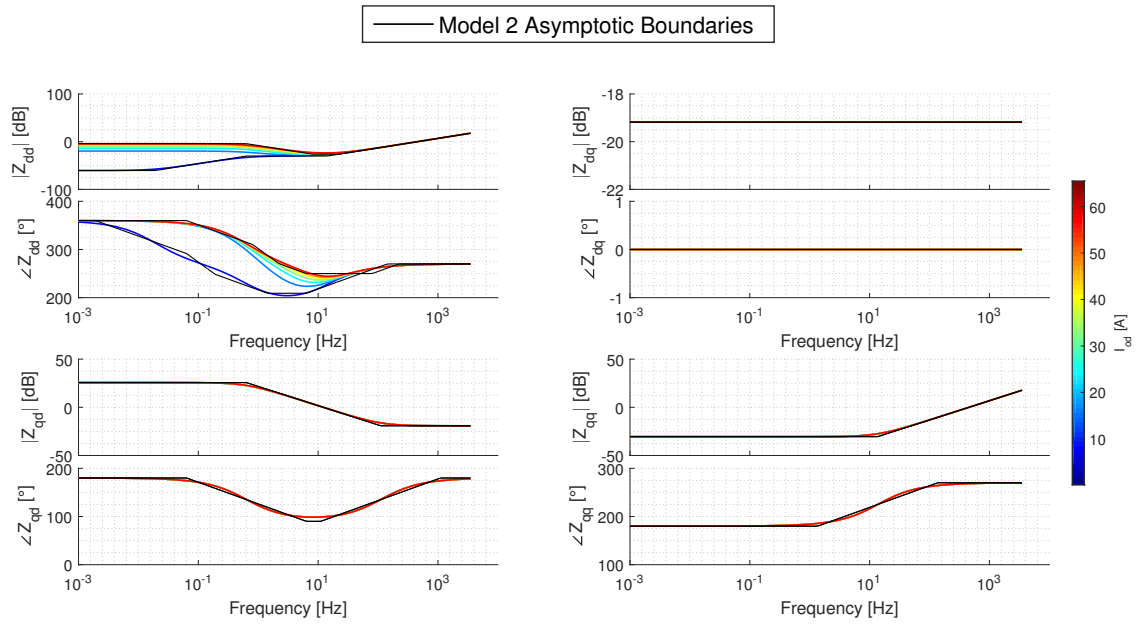 Model 2 Asymptotic Boundaries
|Z_dd| [dB]
100
0
-100
∠Z_dd [°]
400
300
200
10^-3 10^-1 10^1 10^3
Frequency [Hz]
|Z_dq| [dB]
-18
-20
-22
∠Z_dq [°]
1
0
-1
10^-3 10^-1 10^1 10^3
Frequency [Hz]
|Z_qd| [dB]
50
0
-50
∠Z_qd [°]
200
100
0
10^-3 10^-1 10^1 10^3
Frequency [Hz]
|Z_qq| [dB]
50
0
-50
∠Z_qq [°]
300
200
100
10^-3 10^-1 10^1 10^3
Frequency [Hz]
60
50
40
30
20
10
I_od [A]